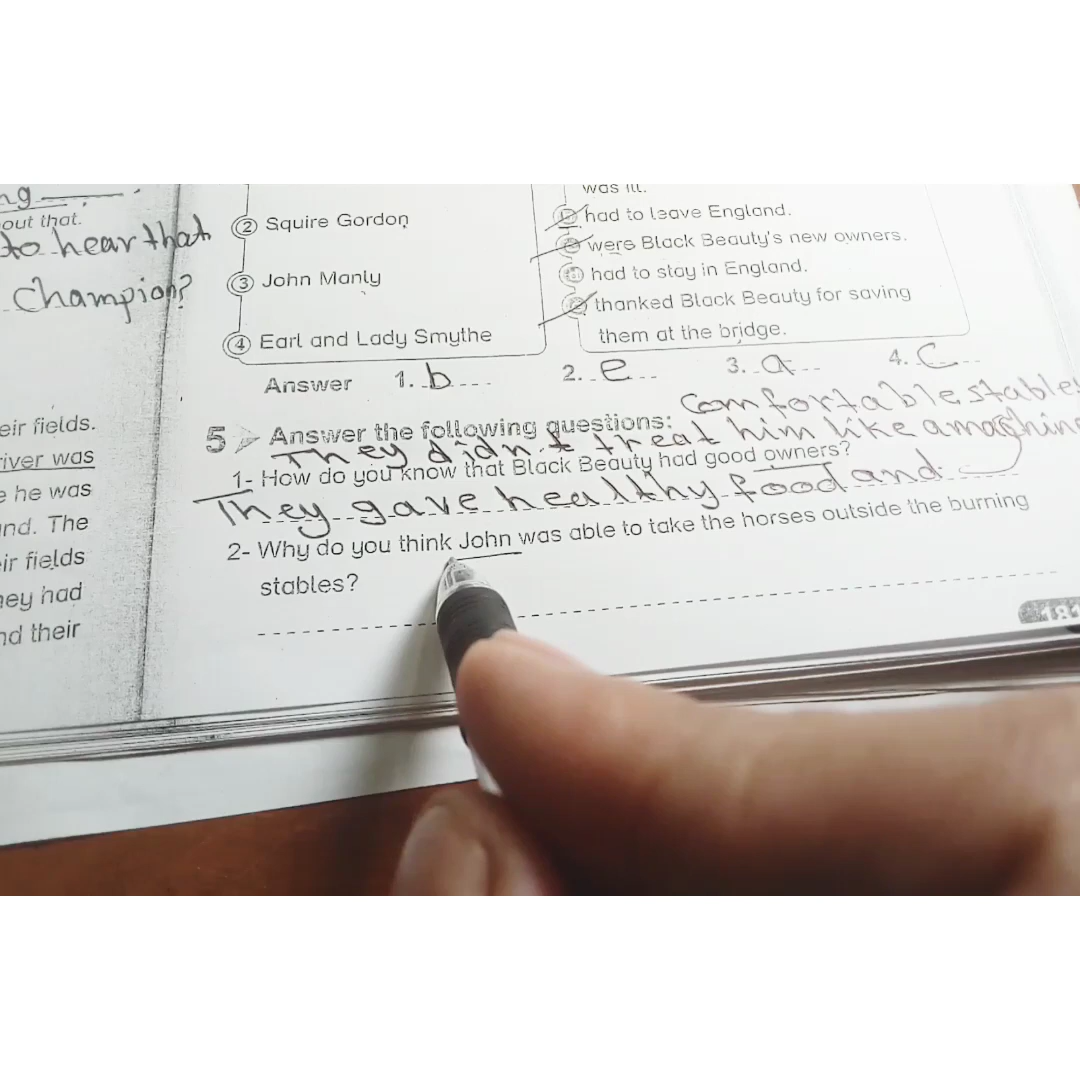 ng
out that.
to hear that
Champion?
eir fields.
iver was
e he was
nd. The
ir fields
hey had
nd their
was ill.
2 Squire Gordon
had to leave England.
were Black Beauty's new owners.
3 John Manly
had to stay in England.
thanked Black Beauty for saving
them at the bridge.
4 Earl and Lady Smythe
Answer 1. b 2. e 3. a 4. C
5 Answer the following questions:
Comfortable stables
They didn't treat him like a
1- How do you know that Black Beauty had good owners?
They gave healthy food and
2- Why do you think John was able to take the horses outside the burning
stables?
181